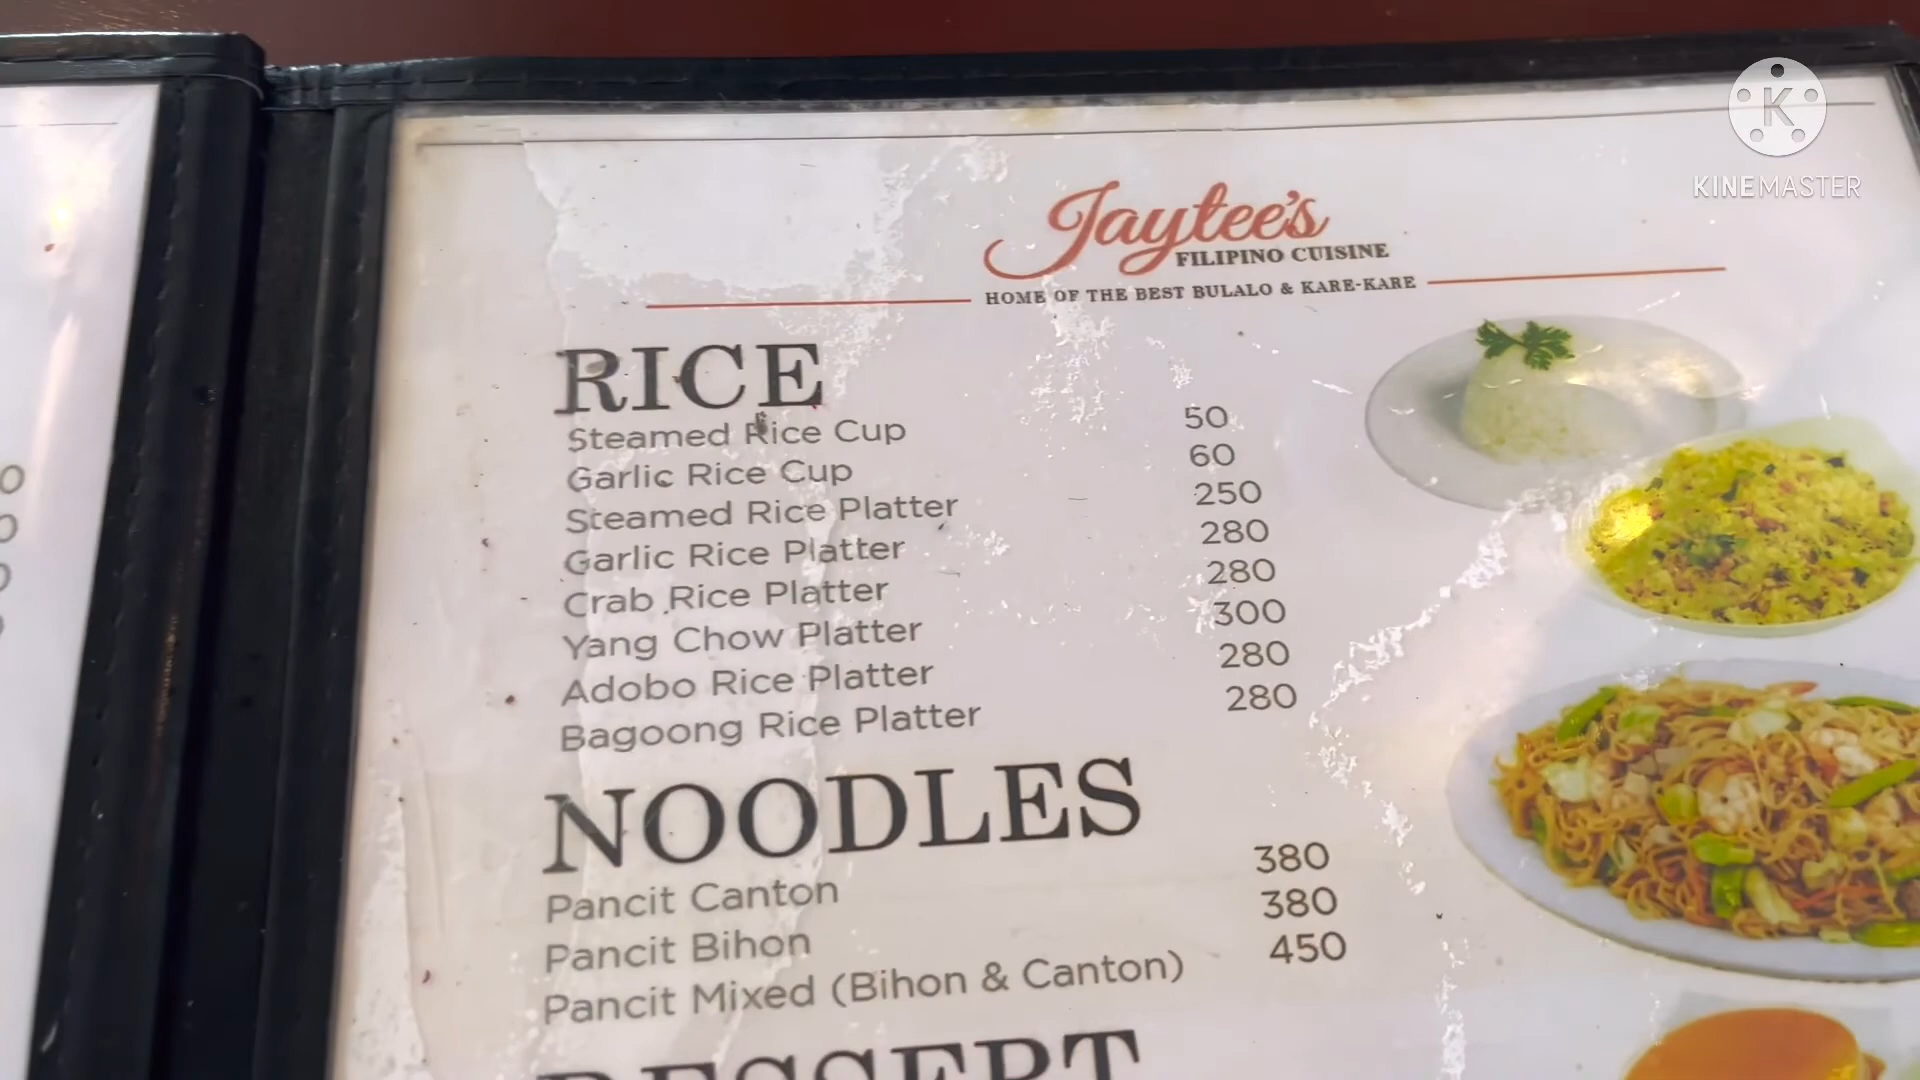 Jaytee's
FILIPINO CUISINE
HOME OF THE BEST BULALO & KARE-KARE
RICE
Steamed Rice Cup 50
Garlic Rice Cup 60
Steamed Rice Platter 250
Garlic Rice Platter 280
Crab Rice Platter 280
Yang Chow Platter 300
Adobo Rice Platter 280
Bagoong Rice Platter 280
NOODLES
Pancit Canton 380
Pancit Bihon 380
Pancit Mixed (Bihon & Canton) 450
DESSERT
K
KINEMASTER